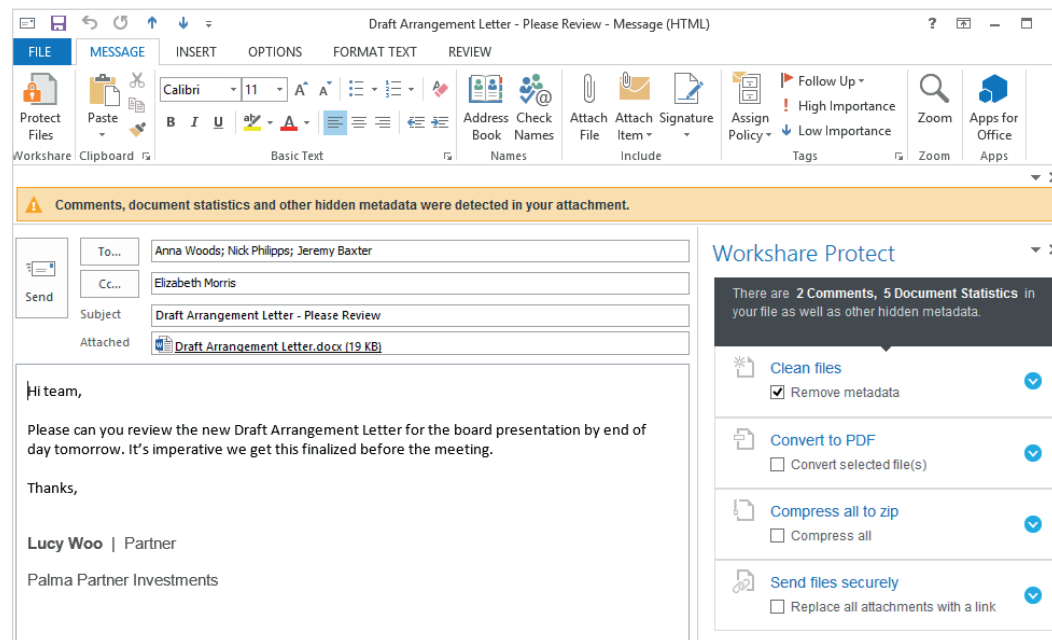 Draft Arrangement Letter - Please Review - Message (HTML)
FILE MESSAGE INSERT OPTIONS FORMAT TEXT REVIEW
Protect Files
Paste
Calibri 11 A A
B I U ab A
Address Book
Check Names
Attach File
Attach Item
Signature
Assign Policy
Follow Up
High Importance
Low Importance
Zoom
Apps for Office
Workshare Clipboard Basic Text Names Include Tags Zoom Apps
Comments, document statistics and other hidden metadata were detected in your attachment.
Send
To... Anna Woods; Nick Philipps; Jeremy Baxter
Cc... Elizabeth Morris
Subject Draft Arrangement Letter - Please Review
Attached Draft Arrangement Letter.docx (19 KB)
Hi team,
Please can you review the new Draft Arrangement Letter for the board presentation by end of
day tomorrow. It's imperative we get this finalized before the meeting.
Thanks,
Lucy Woo | Partner
Palma Partner Investments
Workshare Protect
There are 2 Comments, 5 Document Statistics in
your file as well as other hidden metadata.
Clean files
Remove metadata
Convert to PDF
Convert selected file(s)
Compress all to zip
Compress all
Send files securely
Replace all attachments with a link